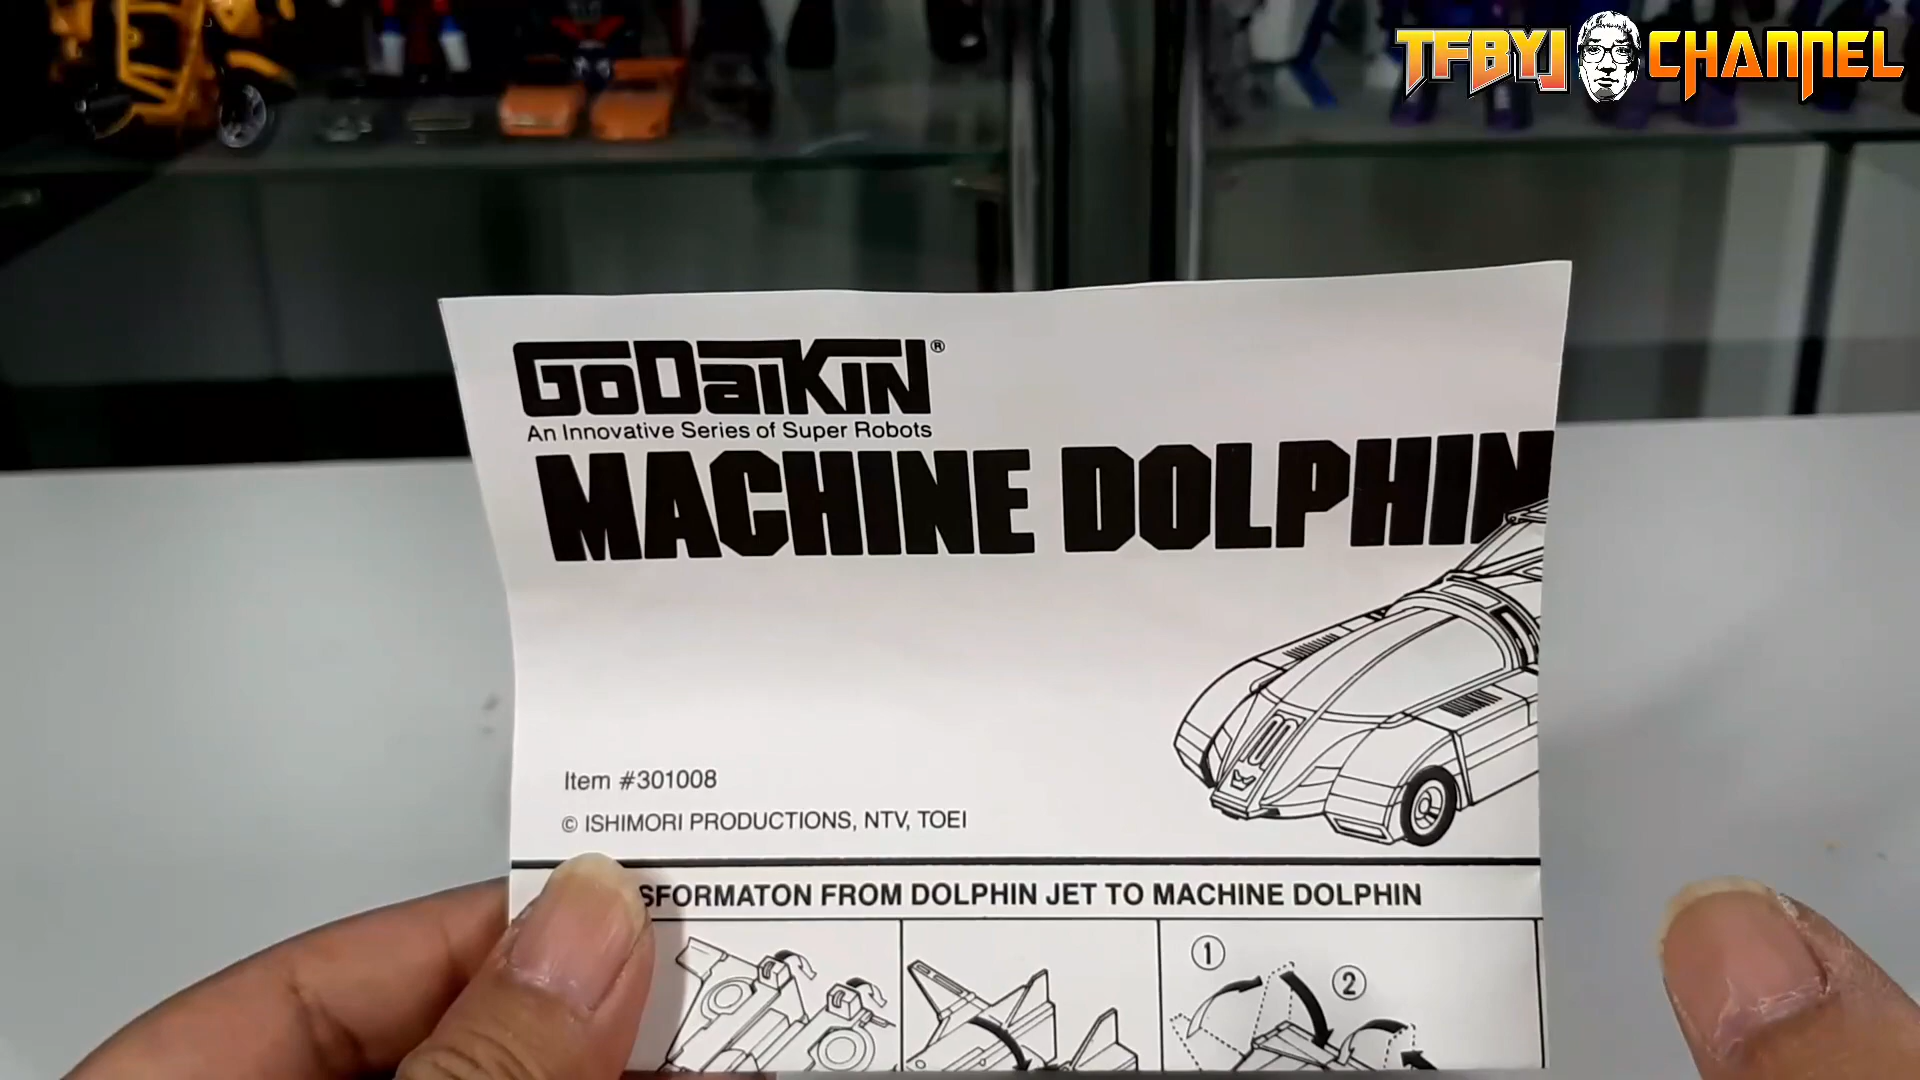 TFBYJ CHANNEL
GoDaiKin®
An Innovative Series of Super Robots
MACHINE DOLPHIN
Item #301008
© ISHIMORI PRODUCTIONS, NTV, TOEI
SFORMATON FROM DOLPHIN JET TO MACHINE DOLPHIN
1
2